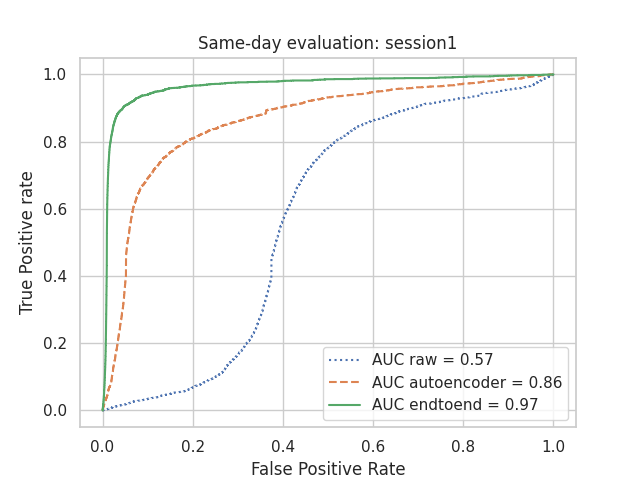 Same-day evaluation: session1
True Positive rate
1.0
0.8
0.6
0.4
0.2
0.0
AUC raw = 0.57
AUC autoencoder = 0.86
AUC endtoend = 0.97
0.0 0.2 0.4 0.6 0.8 1.0
False Positive Rate